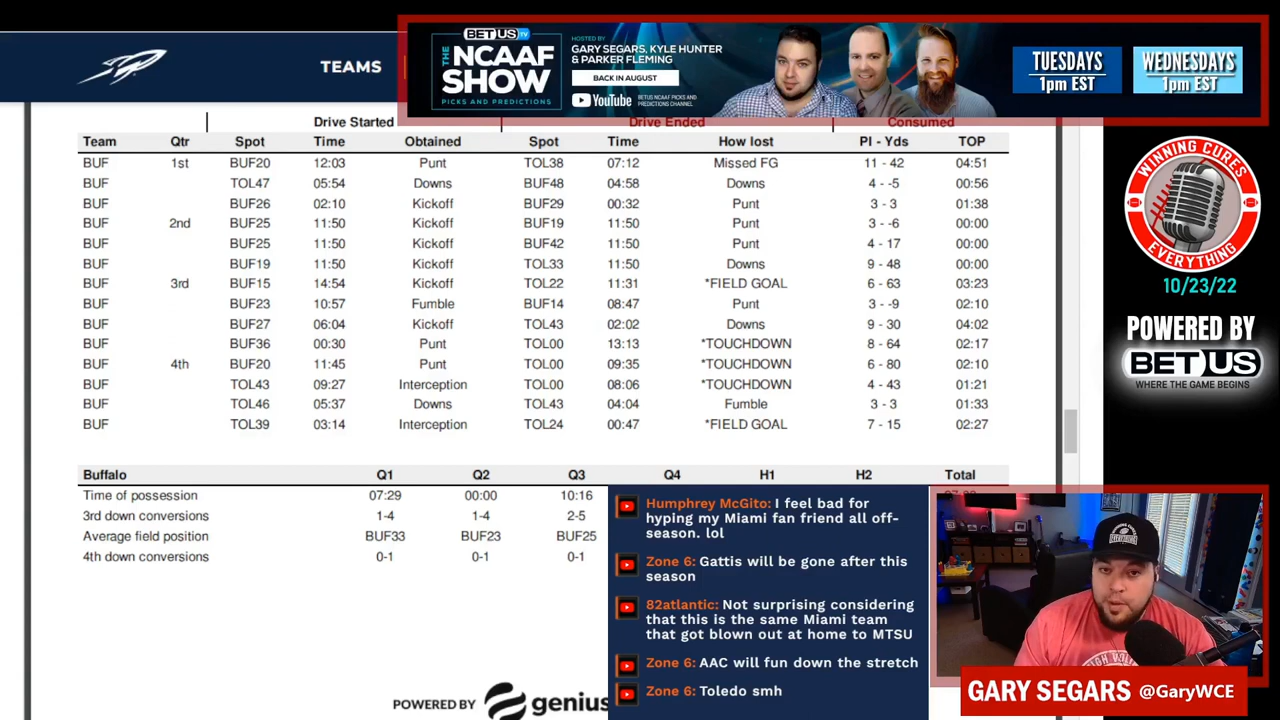 BETUS TV
THE NCAAF SHOW
PICKS AND PREDICTIONS
HOSTED BY
GARY SEGARS, KYLE HUNTER
& PARKER FLEMING
BACK IN AUGUST
YouTube BETUS NCAAF PICKS AND PREDICTIONS CHANNEL
TUESDAYS
1pm EST
WEDNESDAYS
1pm EST
TEAMS
Drive Started Drive Ended Consumed
Team Qtr Spot Time Obtained Spot Time How lost Pl - Yds TOP
BUF 1st BUF20 12:03 Punt TOL38 07:12 Missed FG 11 - 42 04:51
BUF TOL47 05:54 Downs BUF48 04:58 Downs 4 - -5 00:56
BUF BUF26 02:10 Kickoff BUF29 00:32 Punt 3 - 3 01:38
BUF 2nd BUF25 11:50 Kickoff BUF19 11:50 Punt 3 - -6 00:00
BUF BUF25 11:50 Kickoff BUF42 11:50 Punt 4 - 17 00:00
BUF BUF19 11:50 Kickoff TOL33 11:50 Downs 9 - 48 00:00
BUF 3rd BUF15 14:54 Kickoff TOL22 11:31 *FIELD GOAL 6 - 63 03:23
BUF BUF23 10:57 Fumble BUF14 08:47 Punt 3 - -9 02:10
BUF BUF27 06:04 Kickoff TOL43 02:02 Downs 9 - 30 04:02
BUF BUF36 00:30 Punt TOL00 13:13 *TOUCHDOWN 8 - 64 02:17
BUF 4th BUF20 11:45 Punt TOL00 09:35 *TOUCHDOWN 6 - 80 02:10
BUF TOL43 09:27 Interception TOL00 08:06 *TOUCHDOWN 4 - 43 01:21
BUF TOL46 05:37 Downs TOL43 04:04 Fumble 3 - 3 01:33
BUF TOL39 03:14 Interception TOL24 00:47 *FIELD GOAL 7 - 15 02:27
Buffalo Q1 Q2 Q3 Q4 H1 H2 Total
Time of possession 07:29 00:00 10:16
3rd down conversions 1-4 1-4 2-5
Average field position BUF33 BUF23 BUF25
4th down conversions 0-1 0-1 0-1
POWERED BY genius
Humphrey McGito: I feel bad for
hyping my Miami fan friend all off-
season. lol
Zone 6: Gattis will be gone after this
season
82atlantic: Not surprising considering
that this is the same Miami team
that got blown out at home to MTSU
Zone 6: AAC will fun down the stretch
Zone 6: Toledo smh
WINNING CURES
EVERYTHING
10/23/22
POWERED BY
BETUS
WHERE THE GAME BEGINS
GARY SEGARS @GaryWCE